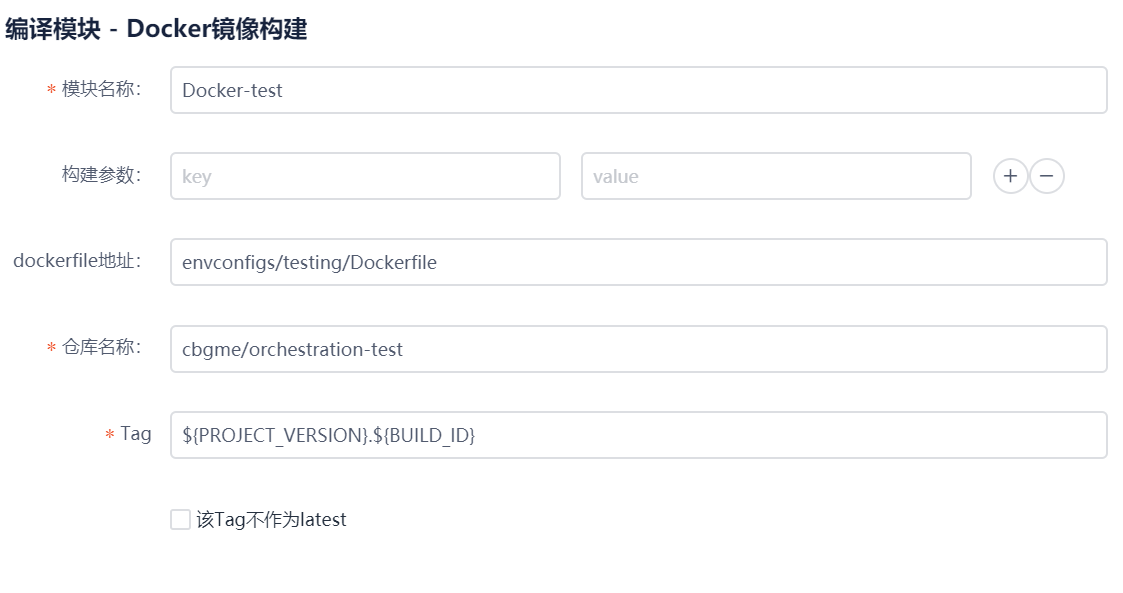 编译模块 - Docker镜像构建
* 模块名称： Docker-test
构建参数： key value + −
dockerfile地址： envconfigs/testing/Dockerfile
* 仓库名称： cbgme/orchestration-test
* Tag ${PROJECT_VERSION}.${BUILD_ID}
该Tag不作为latest